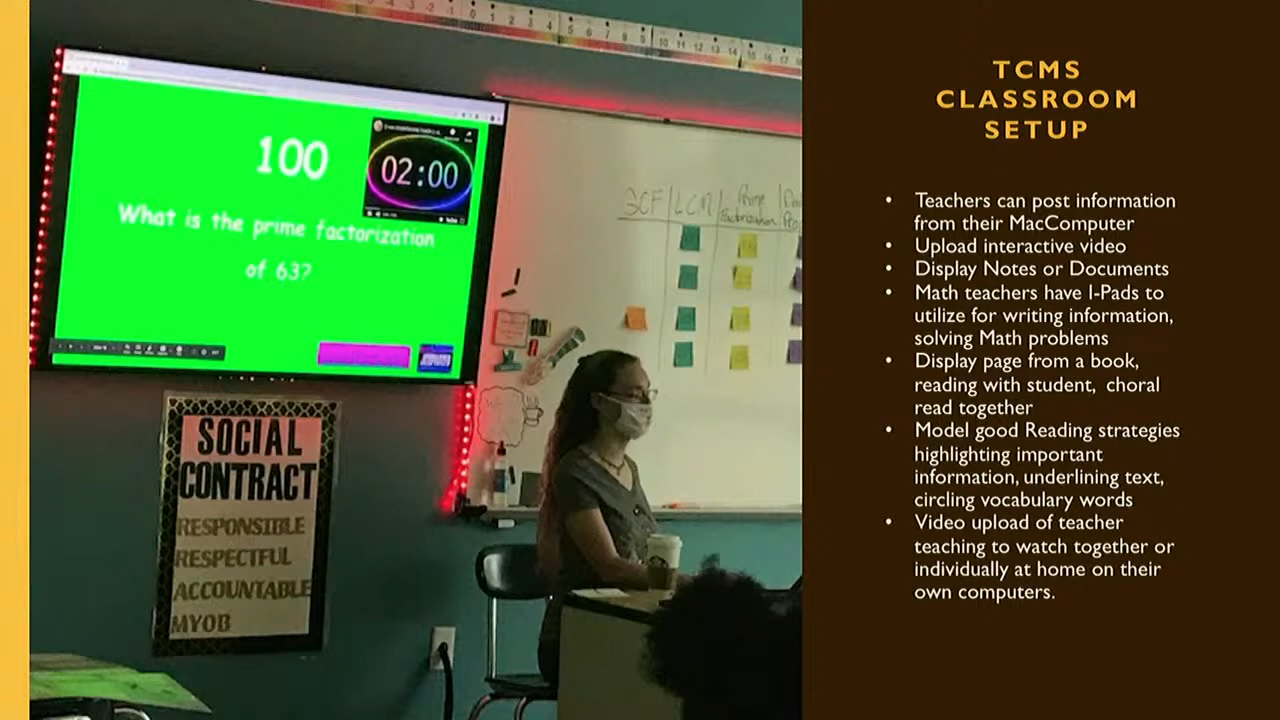 100
02:00
What is the prime factorization
of 63?
GCF LCM Prime
SOCIAL
CONTRACT
RESPONSIBLE
RESPECTFUL
ACCOUNTABLE
MYOB
TCMS
CLASSROOM
SETUP
• Teachers can post information
from their MacComputer
• Upload interactive video
• Display Notes or Documents
• Math teachers have I-Pads to
utilize for writing information,
solving Math problems
• Display page from a book,
reading with student, choral
read together
• Model good Reading strategies
highlighting important
information, underlining text,
circling vocabulary words
• Video upload of teacher
teaching to watch together or
individually at home on their
own computers.